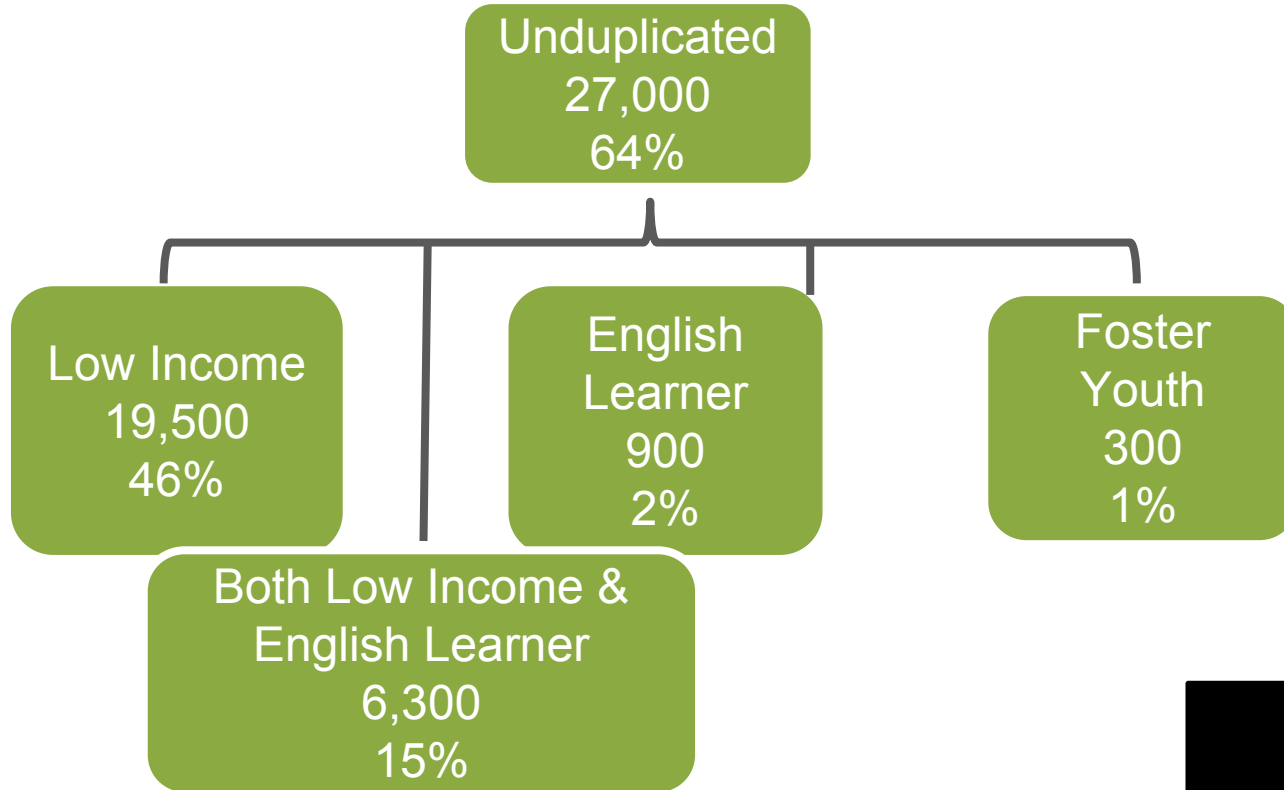 Unduplicated
27,000
64%
Low Income
19,500
46%
English
Learner
900
2%
Foster
Youth
300
1%
Both Low Income &
English Learner
6,300
15%